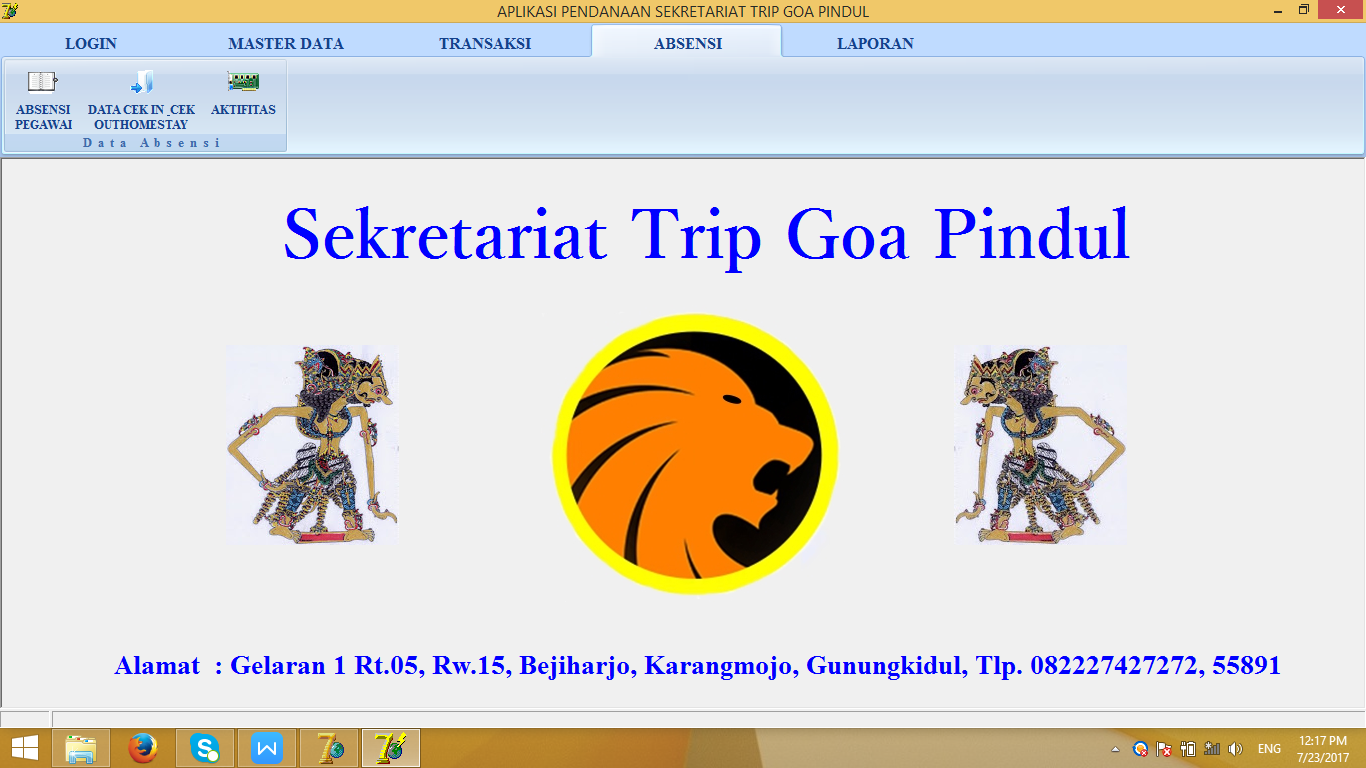 APLIKASI PENDANAAN SEKRETARIAT TRIP GOA PINDUL
LOGIN MASTER DATA TRANSAKSI ABSENSI LAPORAN
ABSENSI
PEGAWAI
DATA CEK IN _CEK
OUTHOMESTAY
AKTIFITAS
Data Absensi
Sekretariat Trip Goa Pindul
Alamat : Gelaran 1 Rt.05, Rw.15, Bejiharjo, Karangmojo, Gunungkidul, Tlp. 082227427272, 55891
ENG
12:17 PM
7/23/2017